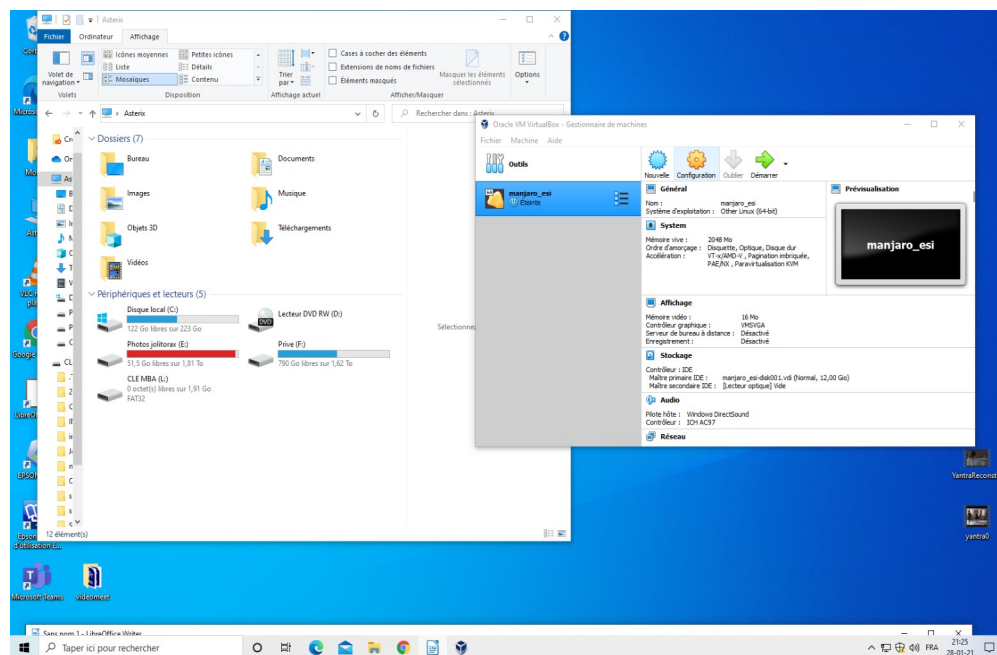 Asterix
Fichier Ordinateur Affichage
Volet de navigation
Volets
Icônes moyennes Petites icônes
Liste Détails
Mosaïques Contenu
Disposition
Trier par
Affichage actuel
Cases à cocher des éléments
Extensions de noms de fichiers
Éléments masqués
Masquer les éléments sélectionnés
Afficher/Masquer
Options
Asterix
Rechercher dans : Asterix
Dossiers (7)
Bureau
Documents
Images
Musique
Objets 3D
Téléchargements
Vidéos
Périphériques et lecteurs (5)
Disque local (C:)
122 Go libres sur 223 Go
Lecteur DVD RW (D:)
Photos jolitorax (E:)
51,5 Go libres sur 1,81 To
Prive (F:)
790 Go libres sur 1,62 To
CLE MBA (L:)
0 octet(s) libres sur 1,91 Go
FAT32
Sélectionnez
12 élément(s)
Oracle VM VirtualBox - Gestionnaire de machines
Fichier Machine Aide
Outils
Nouvelle Configuration Oublier Démarrer
manjaro_esi
Éteinte
Général
Nom : manjaro_esi
Système d'exploitation : Other Linux (64-bit)
System
Mémoire vive : 2048 Mo
Ordre d'amorçage : Disquette, Optique, Disque dur
Accélération : VT-x/AMD-V , Pagination imbriquée,
PAE/NX , Paravirtualisation KVM
Prévisualisation
manjaro_esi
Affichage
Mémoire vidéo : 16 Mo
Contrôleur graphique : VMSVGA
Serveur de bureau à distance : Désactivé
Enregistrement : Désactivé
Stockage
Contrôleur : IDE
Maître primaire IDE : manjaro_esi-disk001.vdi (Normal, 12,00 Gio)
Maître secondaire IDE : [Lecteur optique] Vide
Audio
Pilote hôte : Windows DirectSound
Contrôleur : ICH AC97
Réseau
YantraReconst
yantra0
Microsoft Teams
videomeet
Sans nom 1 - LibreOffice Writer
Taper ici pour rechercher
FRA
21:25
28-01-21